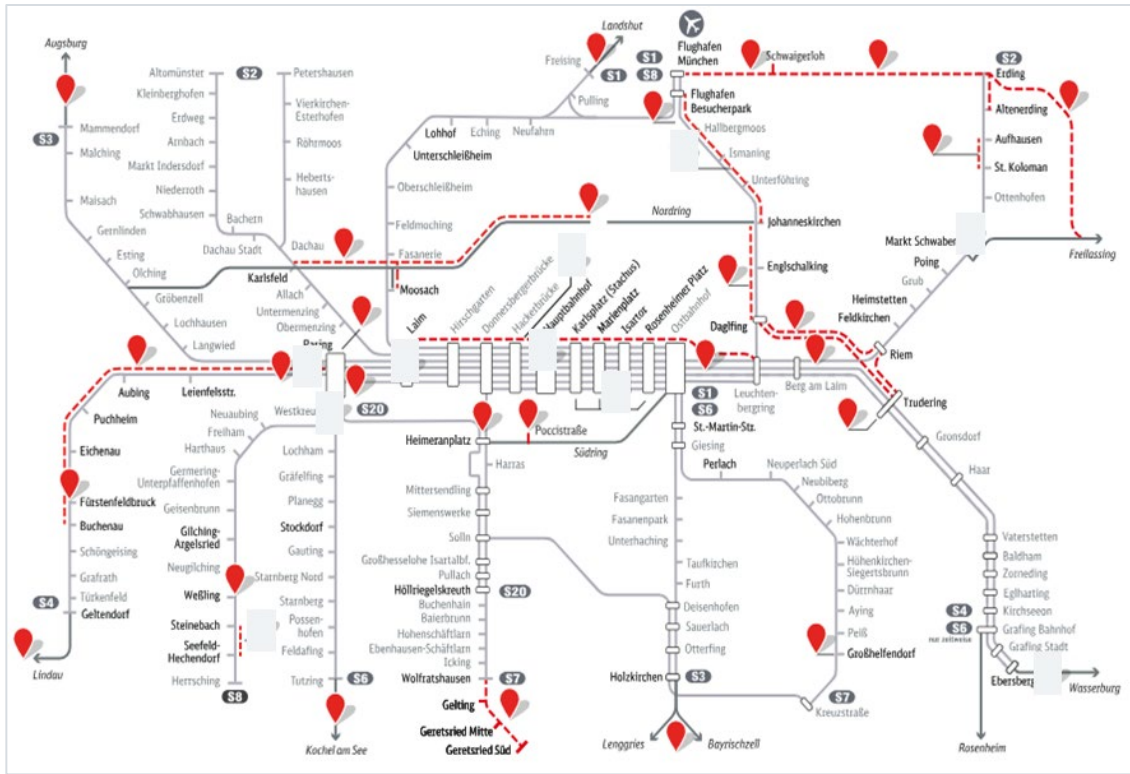 Augsburg
S3
Mammendorf
Malching
Maisach
Gernlinden
Esting
Olching
Gröbenzell
Lochhausen
Langwied
Altomünster
S2
Kleinberghofen
Erdweg
Arnbach
Markt Indersdorf
Niederroth
Schwabhausen
Bachern
Dachau Stadt
Petershausen
Vierkirchen-
Esterhofen
Röhrmoos
Heberts-
hausen
Dachau
Karlsfeld
Allach
Untermenzing
Obermenzing
Landshut
Freising
S1
Pulling
Neufahrn
Eching
Lohhof
Unterschleißheim
Oberschleißheim
Feldmoching
Fasanerie
Moosach
Nordring
S1
S8
Flughafen
München
Flughafen
Besucherpark
Hallbergmoos
Ismaning
Unterföhring
Johanneskirchen
Englschalking
Daglfing
Schwaigerloh
S2
Erding
Altenerding
Aufhausen
St. Koloman
Ottenhofen
Markt Schwaben
Poing
Grub
Heimstetten
Feldkirchen
Riem
Freilassing
Laim
Hirschgarten
Donnersbergerbrücke
Hackerbrücke
Hauptbahnhof
Karlsplatz (Stachus)
Marienplatz
Isartor
Rosenheimer Platz
Ostbahnhof
Leuchten-
bergring
Berg am Laim
Trudering
Gronsdorf
Haar
Vaterstetten
Baldham
Zorneding
Eglharting
Kirchseeon
S4
S6
nur zeitweise
Grafing Bahnhof
Grafing Stadt
Ebersberg
Wasserburg
Rosenheim
Aubing
Leienfelsstr.
Puchheim
Eichenau
Fürstenfeldbruck
Buchenau
Schöngeising
Grafrath
Türkenfeld
S4
Geltendorf
Lindau
Westkreuz
S20
Neuaubing
Freiham
Harthaus
Germering-
Unterpfaffenhofen
Geisenbrunn
Gilching-
Argelsried
Neugilching
Weßling
Steinebach
Seefeld-
Hechendorf
Herrsching
S8
Lochham
Gräfelfing
Planegg
Stockdorf
Gauting
Starnberg Nord
Starnberg
Possen-
hofen
Feldafing
Tutzing
S6
Kochel am See
Heimeranplatz
Poccistraße
Südring
Harras
Mittersendling
Siemenswerke
Solln
Großhesselohe Isartalbf.
Pullach
Höllriegelskreuth
S20
Buchenhain
Baierbrunn
Hohenschäftlarn
Ebenhausen-Schäftlarn
Icking
Wolfratshausen
S7
Gelting
Geretsried Mitte
Geretsried Süd
S1
S6
St.-Martin-Str.
Giesing
Perlach
Neuperlach Süd
Neubiberg
Ottobrunn
Hohenbrunn
Wächterhof
Höhenkirchen-
Siegertsbrunn
Dürrnhaar
Aying
Peiß
Großhelfendorf
S7
Kreuzstraße
Fasangarten
Fasanenpark
Unterhaching
Taufkirchen
Furth
Deisenhofen
Sauerlach
Otterfing
Holzkirchen
S3
Lenggries
Bayrischzell